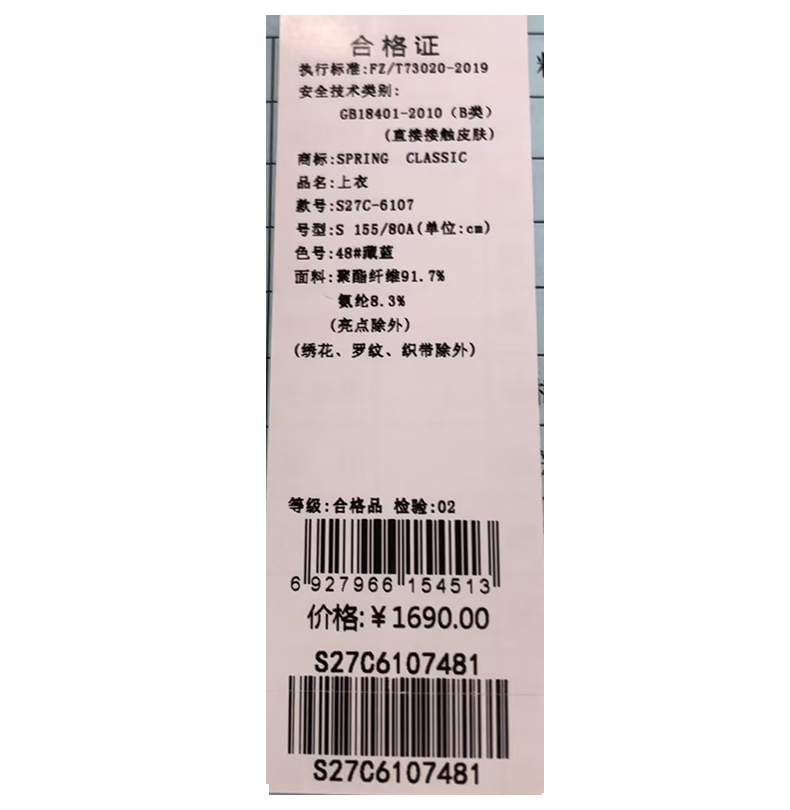 合格证
执行标准:FZ/T73020-2019
安全技术类别:
GB18401-2010（B类）
(直接接触皮肤)
商标:SPRING CLASSIC
品名:上衣
款号:S27C-6107
号型:S 155/80A(单位:cm)
色号:48#藏蓝
面料:聚酯纤维91.7%
氨纶8.3%
(亮点除外)
(绣花、罗纹、织带除外)
等级:合格品 检验:02
6 927966 154513
价格:¥1690.00
S27C6107481
S27C6107481